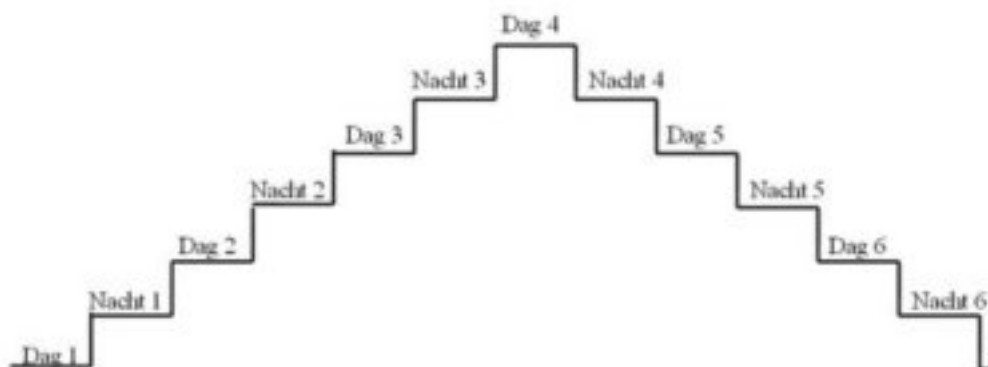 Dag 1
Nacht 1
Dag 2
Nacht 2
Dag 3
Nacht 3
Dag 4
Nacht 4
Dag 5
Nacht 5
Dag 6
Nacht 6